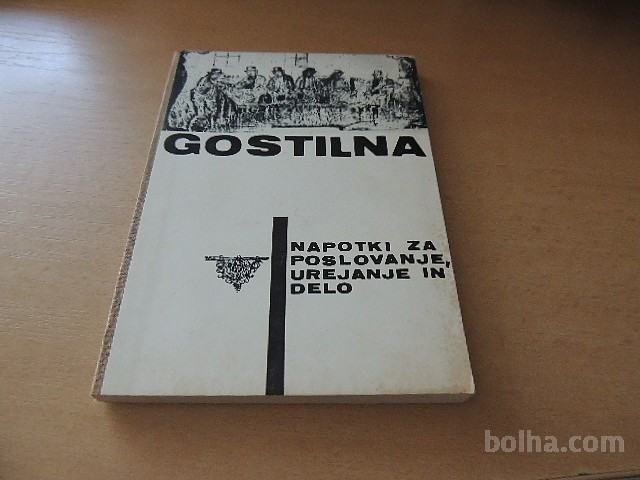 GOSTILNA
NAPOTKI ZA
POSLOVANJE,
UREJANJE IN
DELO
bolha.com